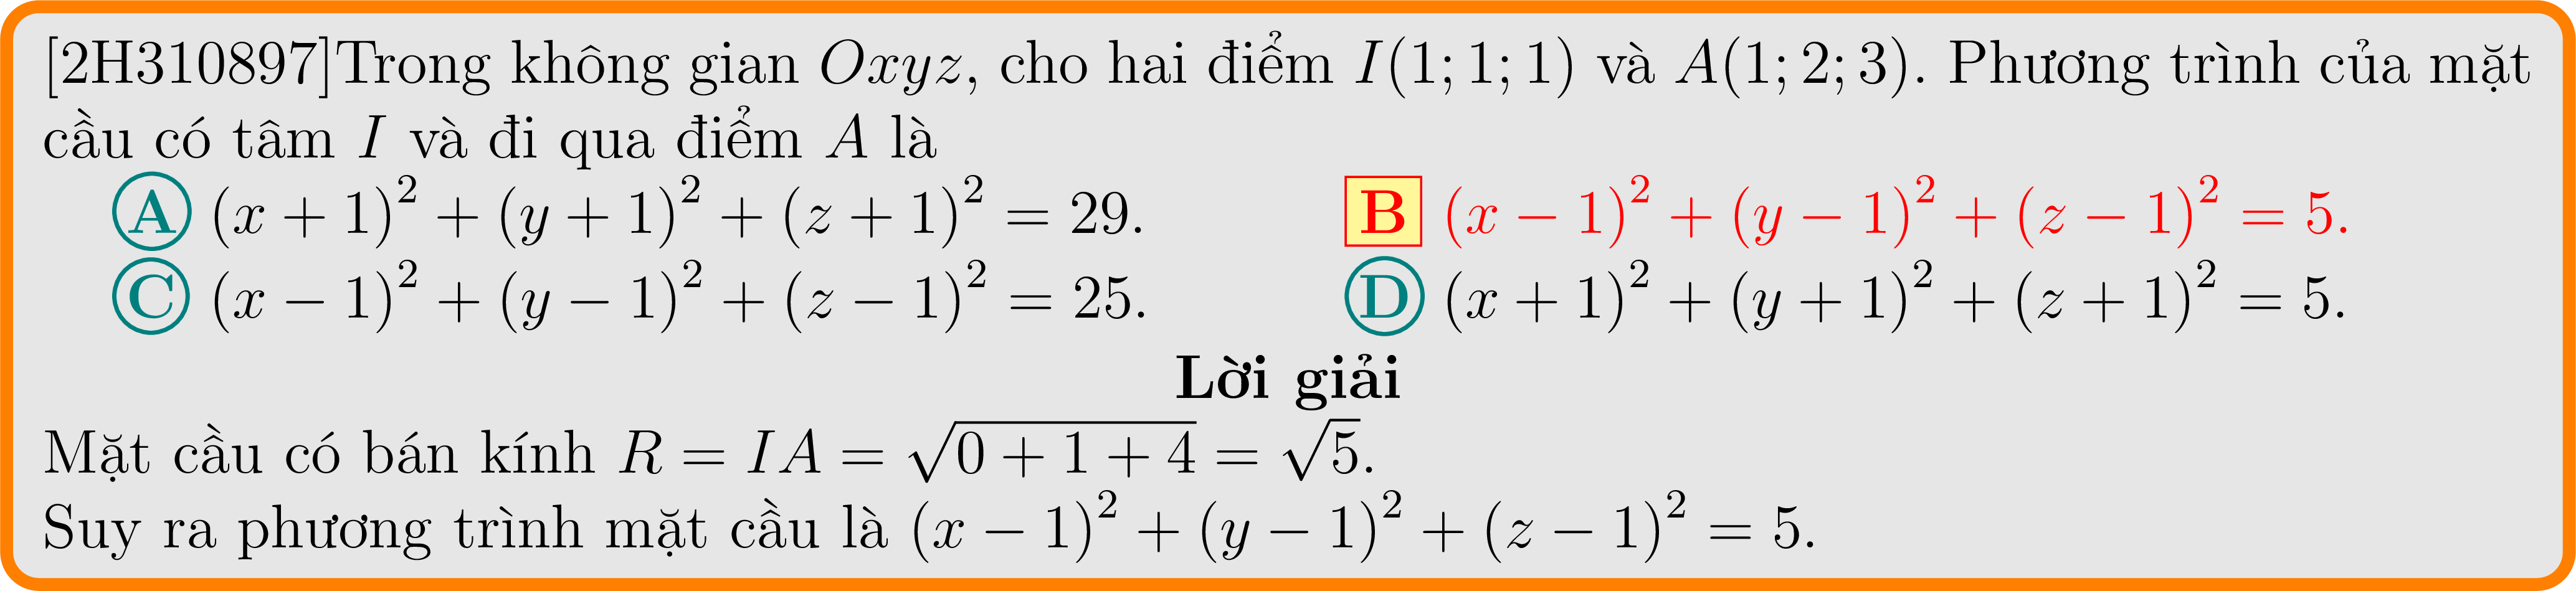 [2H310897]Trong không gian Oxyz, cho hai điểm I(1; 1; 1) và A(1; 2; 3). Phương trình của mặt
cầu có tâm I và đi qua điểm A là
A (x + 1)² + (y + 1)² + (z + 1)² = 29. B (x − 1)² + (y − 1)² + (z − 1)² = 5.
C (x − 1)² + (y − 1)² + (z − 1)² = 25. D (x + 1)² + (y + 1)² + (z + 1)² = 5.
Lời giải
Mặt cầu có bán kính R = IA = √(0 + 1 + 4) = √5.
Suy ra phương trình mặt cầu là (x − 1)² + (y − 1)² + (z − 1)² = 5.